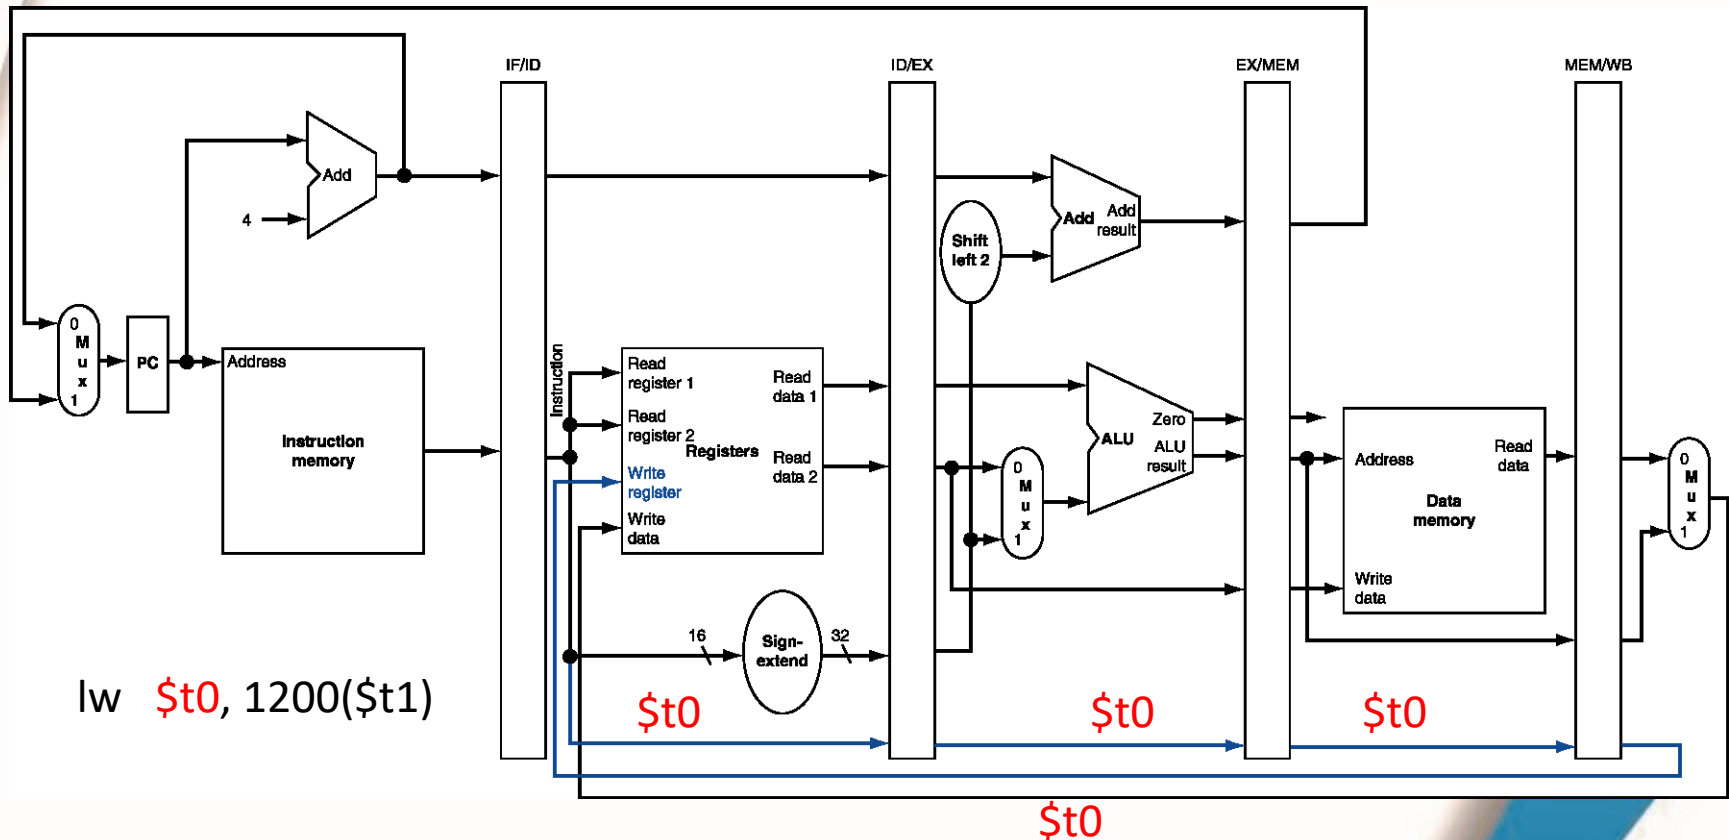 IF/ID
ID/EX
EX/MEM
MEM/WB
Add
4
Add
Add
result
Shift
left 2
0
M
u
x
1
PC
Address
Instruction
memory
Instruction
Read
register 1
Read
register 2
Registers
Write
register
Write
data
Read
data 1
Read
data 2
0
M
u
x
1
Zero
ALU
ALU
result
Address
Read
data
Data
memory
Write
data
0
M
u
x
1
16
Sign-
extend
32
lw $t0, 1200($t1)
$t0
$t0
$t0
$t0